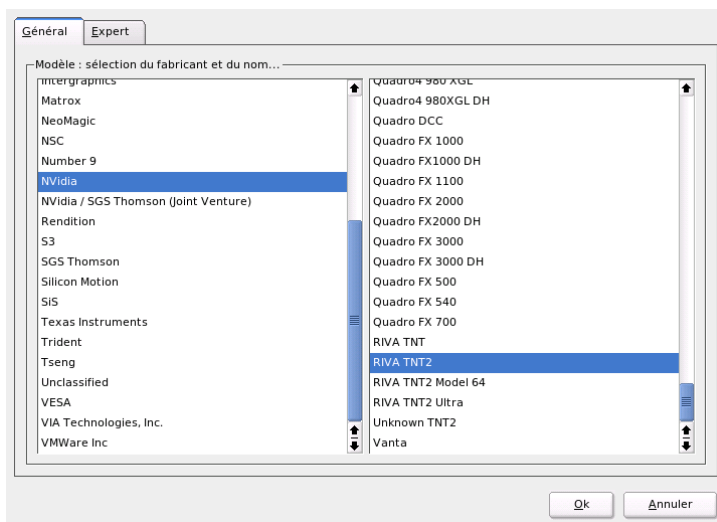 Général
Expert
Modèle : sélection du fabricant et du nom...
Intergraphics
Matrox
NeoMagic
NSC
Number 9
NVidia
NVidia / SGS Thomson (Joint Venture)
Rendition
S3
SGS Thomson
Silicon Motion
SiS
Texas Instruments
Trident
Tseng
Unclassified
VESA
VIA Technologies, Inc.
VMWare Inc
Quadro4 980 XGL
Quadro4 980XGL DH
Quadro DCC
Quadro FX 1000
Quadro FX1000 DH
Quadro FX 1100
Quadro FX 2000
Quadro FX2000 DH
Quadro FX 3000
Quadro FX 3000 DH
Quadro FX 500
Quadro FX 540
Quadro FX 700
RIVA TNT
RIVA TNT2
RIVA TNT2 Model 64
RIVA TNT2 Ultra
Unknown TNT2
Vanta
Ok
Annuler